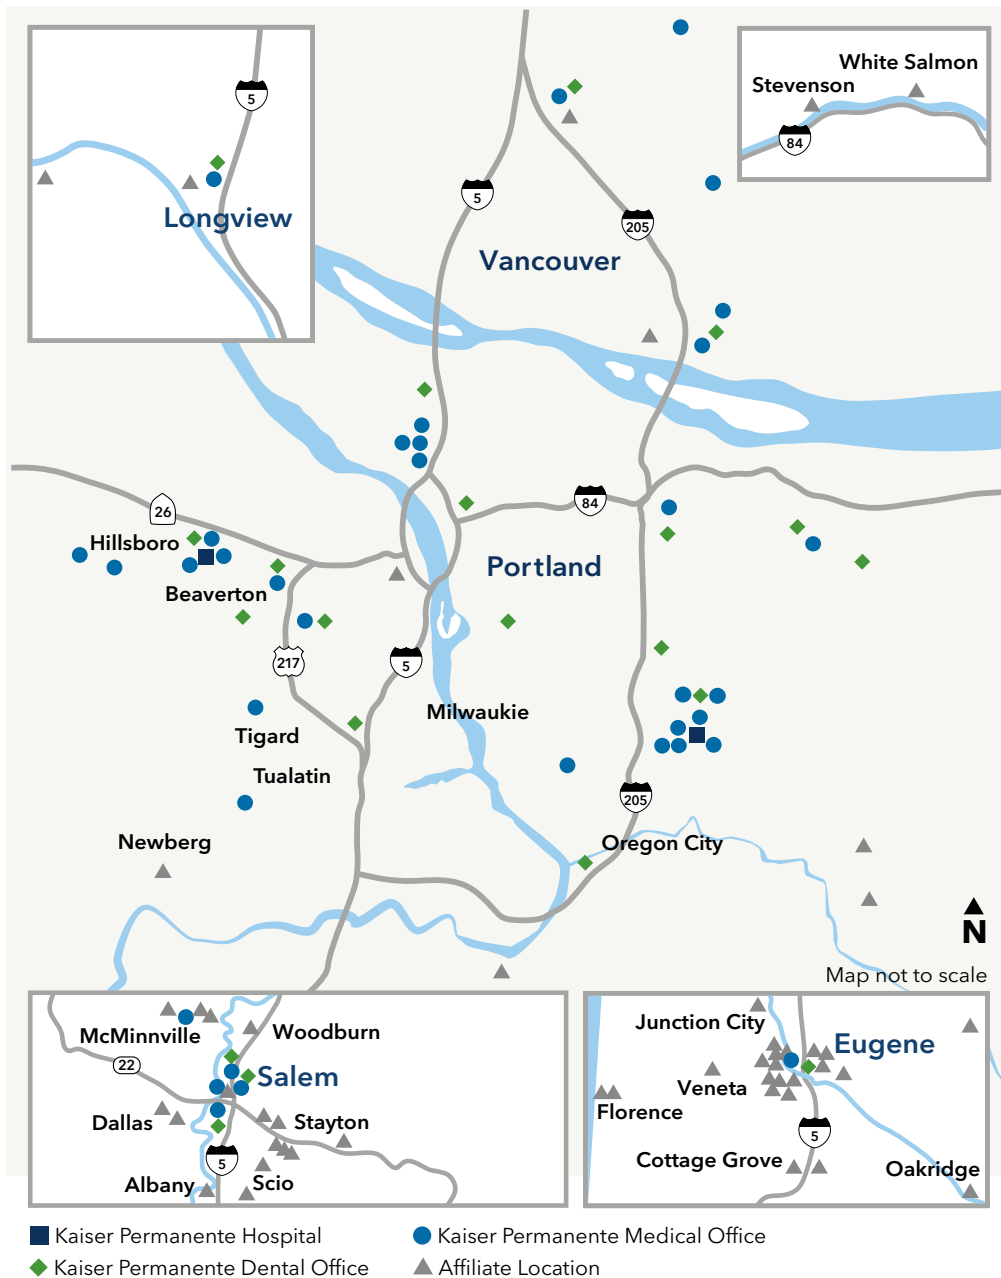 5
White Salmon
Stevenson
84
Longview
5
205
Vancouver
26
84
Hillsboro
Portland
Beaverton
217
5
Milwaukie
Tigard
Tualatin
205
Newberg
Oregon City
N
Map not to scale
McMinnville
Woodburn
22
Salem
Dallas
Stayton
5
Albany
Scio
Junction City
Eugene
Veneta
Florence
5
Cottage Grove
Oakridge
Kaiser Permanente Hospital
Kaiser Permanente Medical Office
Kaiser Permanente Dental Office
Affiliate Location